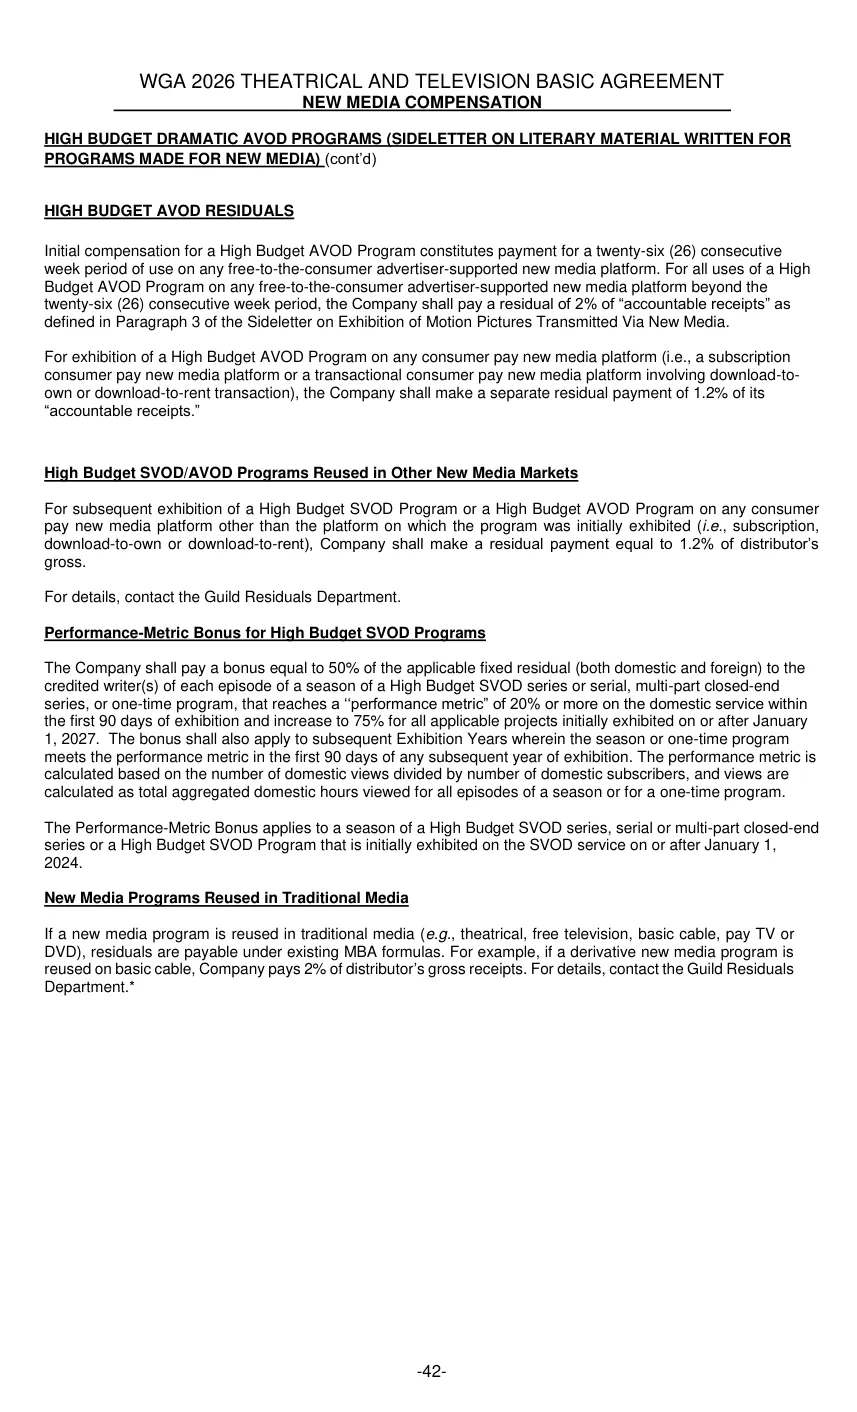 WGA 2026 THEATRICAL AND TELEVISION BASIC AGREEMENT
NEW MEDIA COMPENSATION
HIGH BUDGET DRAMATIC AVOD PROGRAMS (SIDELETTER ON LITERARY MATERIAL WRITTEN FOR
PROGRAMS MADE FOR NEW MEDIA) (cont’d)
HIGH BUDGET AVOD RESIDUALS
Initial compensation for a High Budget AVOD Program constitutes payment for a twenty-six (26) consecutive
week period of use on any free-to-the-consumer advertiser-supported new media platform. For all uses of a High
Budget AVOD Program on any free-to-the-consumer advertiser-supported new media platform beyond the
twenty-six (26) consecutive week period, the Company shall pay a residual of 2% of “accountable receipts” as
defined in Paragraph 3 of the Sideletter on Exhibition of Motion Pictures Transmitted Via New Media.
For exhibition of a High Budget AVOD Program on any consumer pay new media platform (i.e., a subscription
consumer pay new media platform or a transactional consumer pay new media platform involving download-to-
own or download-to-rent transaction), the Company shall make a separate residual payment of 1.2% of its
“accountable receipts.”
High Budget SVOD/AVOD Programs Reused in Other New Media Markets
For subsequent exhibition of a High Budget SVOD Program or a High Budget AVOD Program on any consumer
pay new media platform other than the platform on which the program was initially exhibited (i.e., subscription,
download-to-own or download-to-rent), Company shall make a residual payment equal to 1.2% of distributor’s
gross.
For details, contact the Guild Residuals Department.
Performance-Metric Bonus for High Budget SVOD Programs
The Company shall pay a bonus equal to 50% of the applicable fixed residual (both domestic and foreign) to the
credited writer(s) of each episode of a season of a High Budget SVOD series or serial, multi-part closed-end
series, or one-time program, that reaches a ‘‘performance metric” of 20% or more on the domestic service within
the first 90 days of exhibition and increase to 75% for all applicable projects initially exhibited on or after January
1, 2027.  The bonus shall also apply to subsequent Exhibition Years wherein the season or one-time program
meets the performance metric in the first 90 days of any subsequent year of exhibition. The performance metric is
calculated based on the number of domestic views divided by number of domestic subscribers, and views are
calculated as total aggregated domestic hours viewed for all episodes of a season or for a one-time program.
The Performance-Metric Bonus applies to a season of a High Budget SVOD series, serial or multi-part closed-end
series or a High Budget SVOD Program that is initially exhibited on the SVOD service on or after January 1,
2024.
New Media Programs Reused in Traditional Media
If a new media program is reused in traditional media (e.g., theatrical, free television, basic cable, pay TV or
DVD), residuals are payable under existing MBA formulas. For example, if a derivative new media program is
reused on basic cable, Company pays 2% of distributor’s gross receipts. For details, contact the Guild Residuals
Department.*
-42-